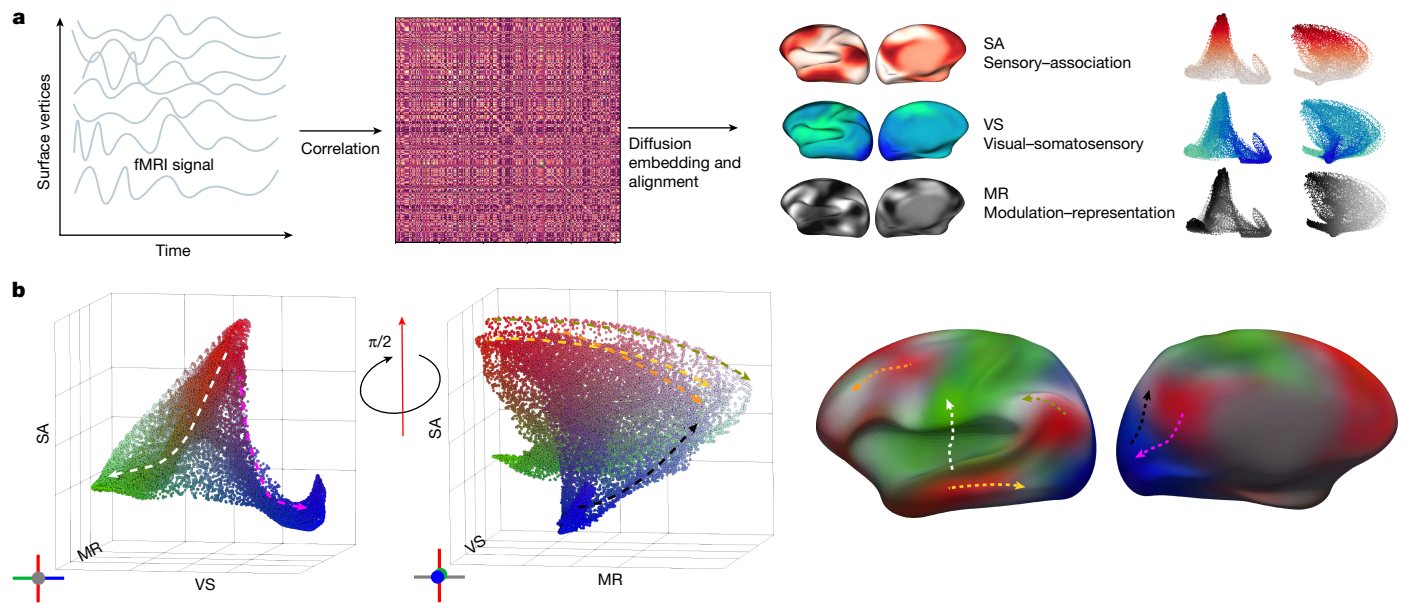 a
Surface vertices
fMRI signal
Time
Correlation
Diffusion
embedding and
alignment
SA
Sensory–association
VS
Visual–somatosensory
MR
Modulation–representation
b
SA
MR
VS
π/2
SA
VS
MR